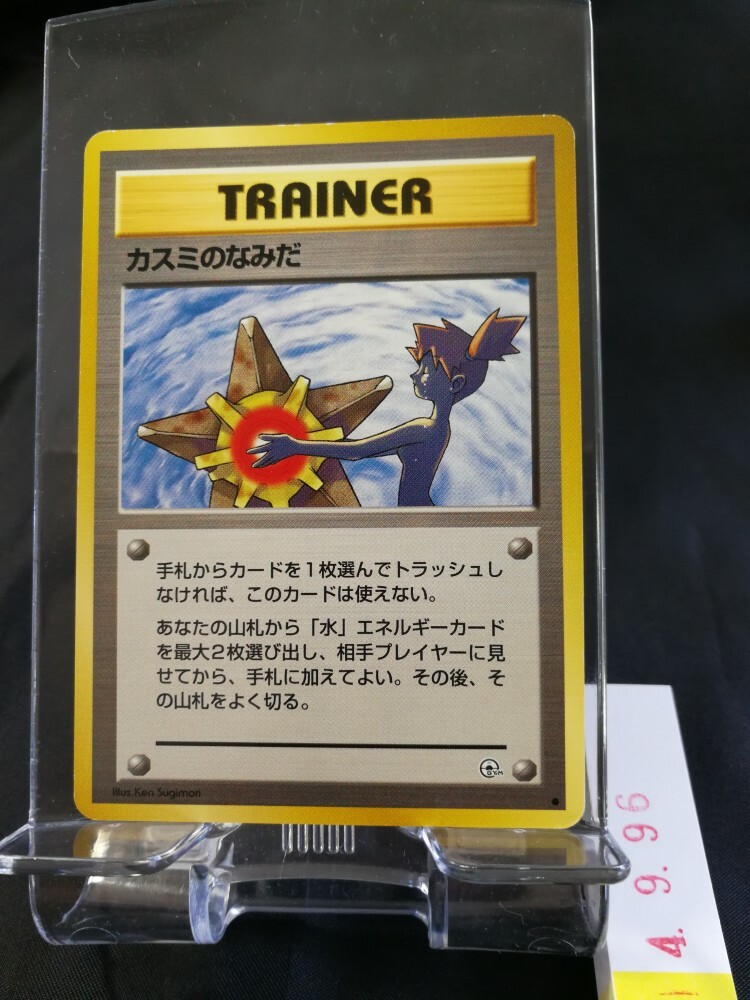 TRAINER
カスミのなみだ
手札からカードを1枚選んでトラッシュし
なければ、このカードは使えない。
あなたの山札から「水」エネルギーカード
を最大2枚選び出し、相手プレイヤーに見
せてから、手札に加えてよい。その後、そ
の山札をよく切る。
GYM
Illus. Ken Sugimori
4. 9.96